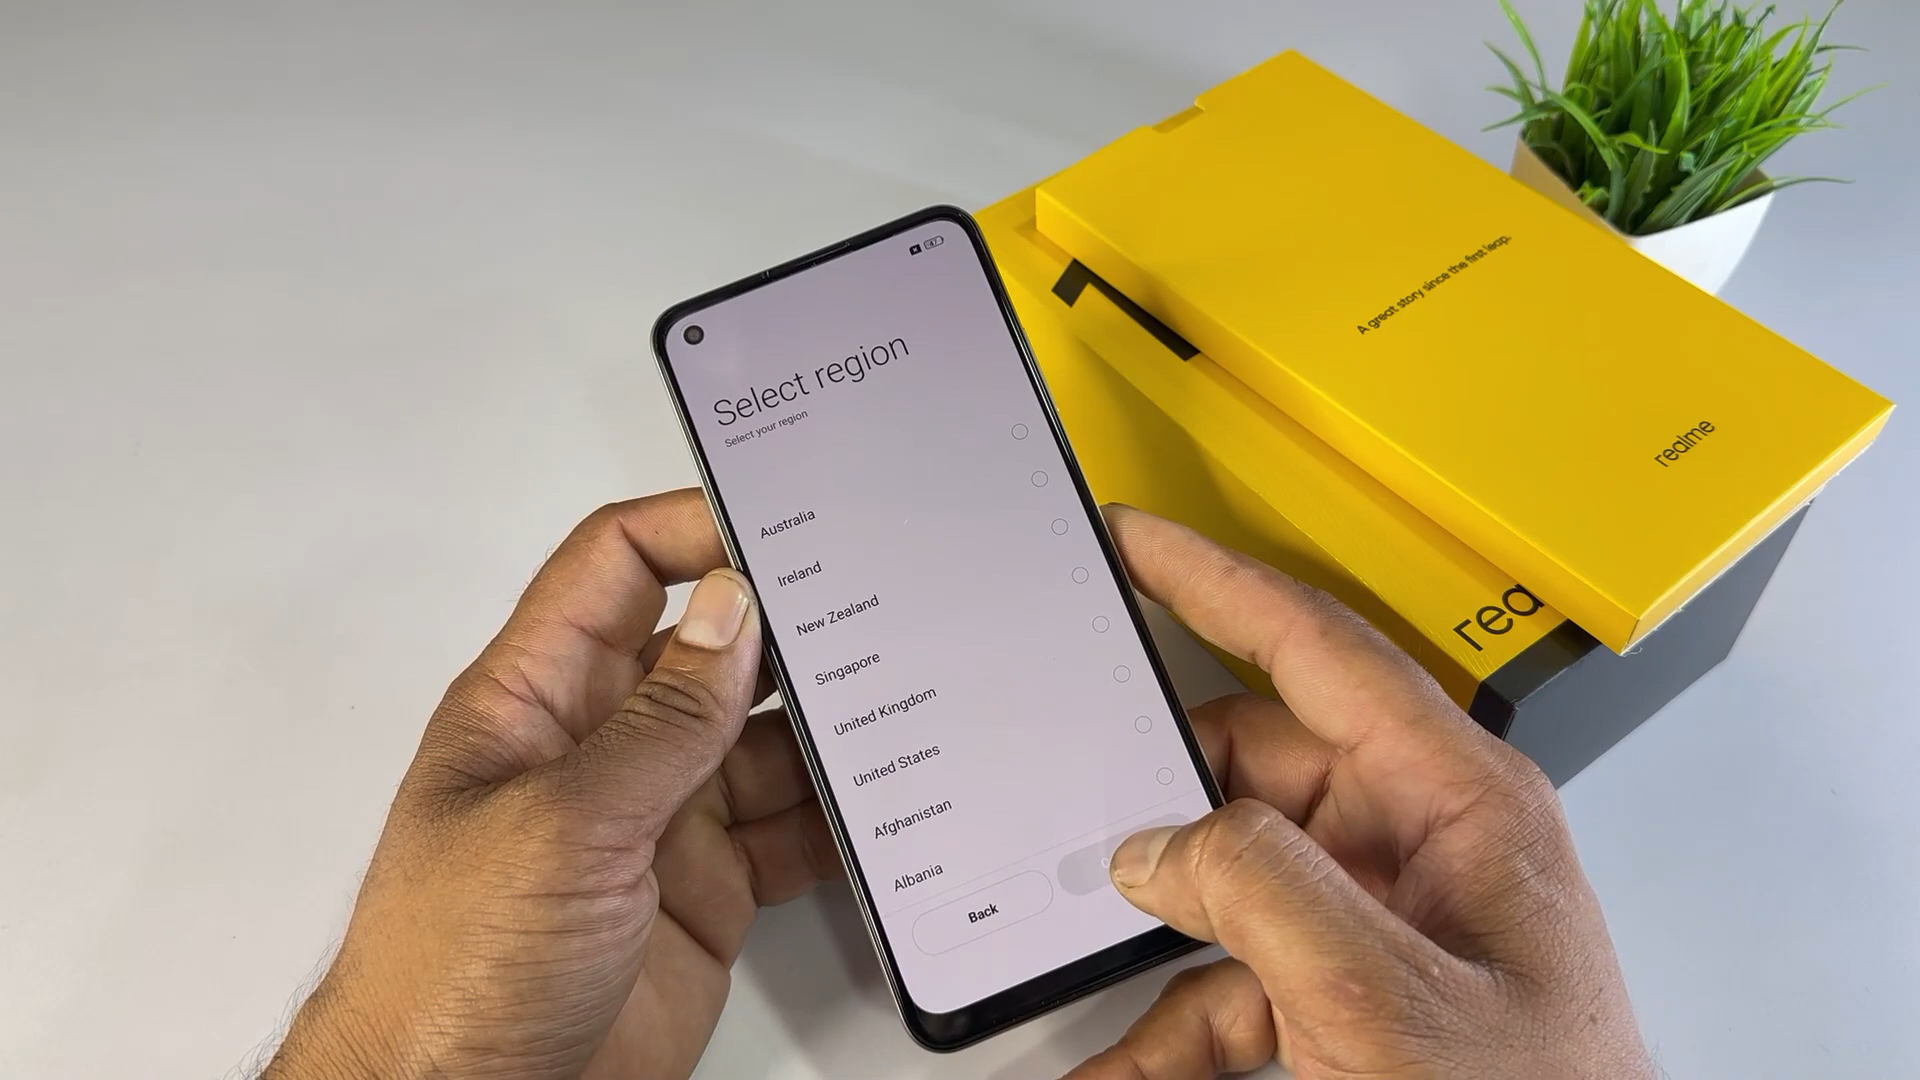 Select region
Select your region
Australia
Ireland
New Zealand
Singapore
United Kingdom
United States
Afghanistan
Albania
Back
A great story since the first leap.
realme
rea